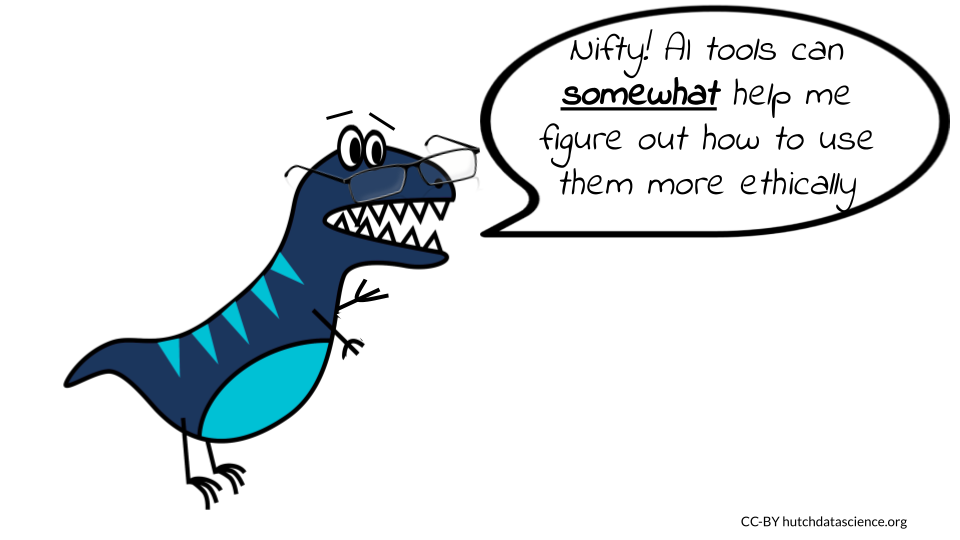 Nifty! AI tools can
somewhat help me
figure out how to use
them more ethically
CC-BY hutchdatascience.org